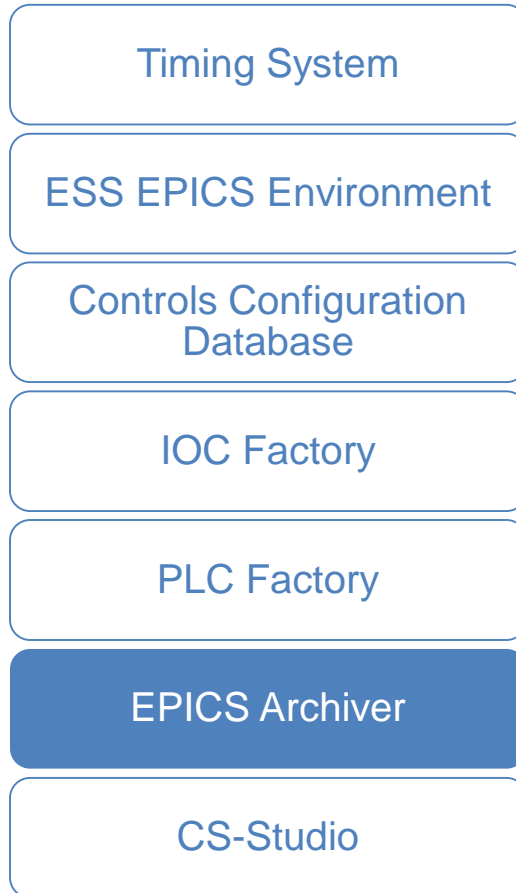 Timing System
ESS EPICS Environment
Controls Configuration
Database
IOC Factory
PLC Factory
EPICS Archiver
CS-Studio